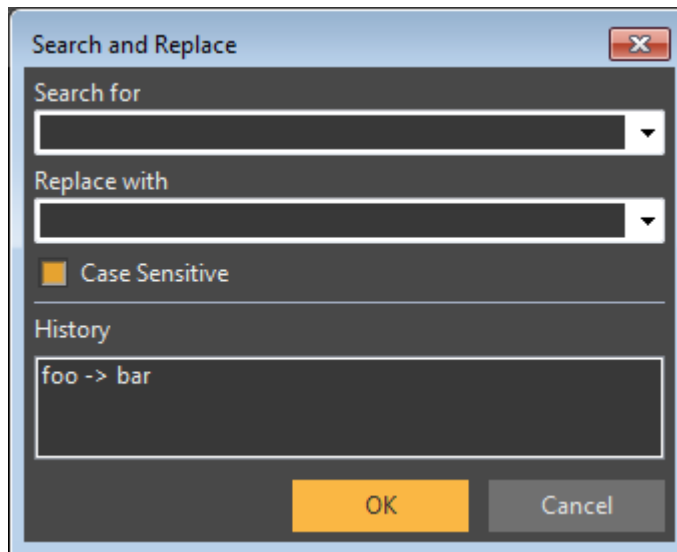 Search and Replace
Search for
Replace with
Case Sensitive
History
foo -> bar
OK
Cancel